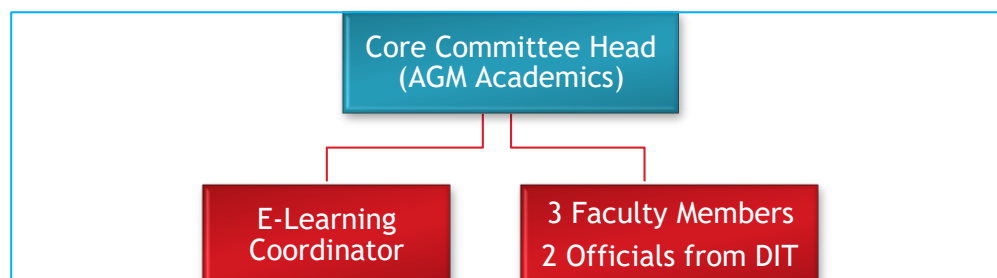 Core Committee Head
(AGM Academics)
E-Learning
Coordinator
3 Faculty Members
2 Officials from DIT